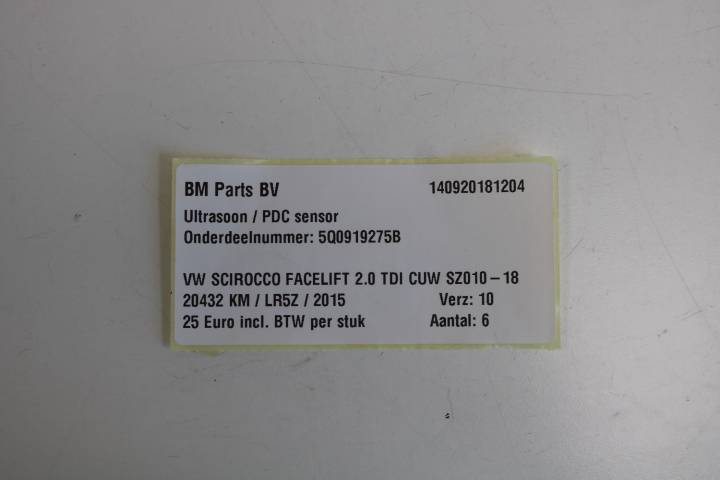 BM Parts BV 140920181204
Ultrasoon / PDC sensor
Onderdeelnummer: 5Q0919275B
VW SCIROCCO FACELIFT 2.0 TDI CUW SZ010 – 18
20432 KM / LR5Z / 2015 Verz: 10
25 Euro incl. BTW per stuk Aantal: 6